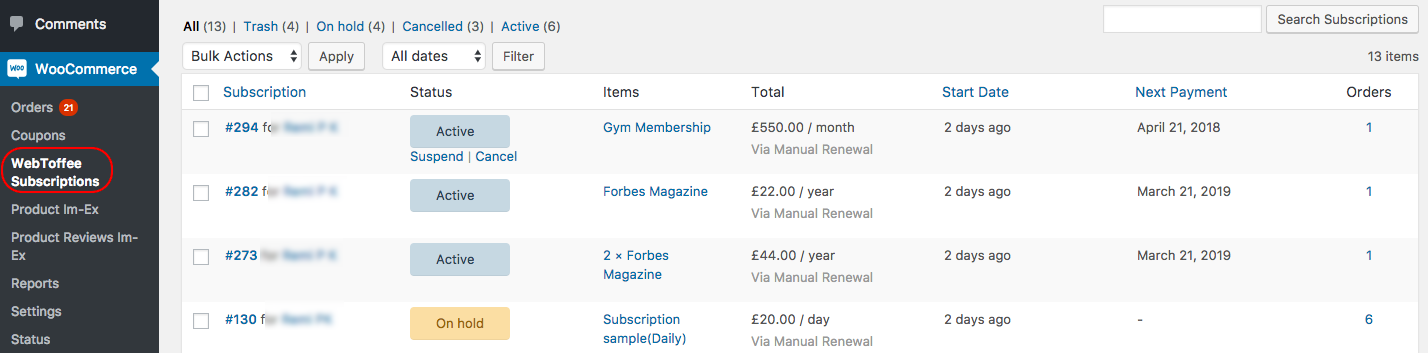 Comments
WooCommerce
Orders 21
Coupons
WebToffee
Subscriptions
Product Im-Ex
Product Reviews Im-
Ex
Reports
Settings
Status
All (13) | Trash (4) | On hold (4) | Cancelled (3) | Active (6)
Search Subscriptions
Bulk Actions Apply All dates Filter
13 items
Subscription Status Items Total Start Date Next Payment Orders
#294 Active Gym Membership £550.00 / month 2 days ago April 21, 2018 1
Suspend | Cancel Via Manual Renewal
#282 Active Forbes Magazine £22.00 / year 2 days ago March 21, 2019 1
Via Manual Renewal
#273 Active 2 × Forbes £44.00 / year 2 days ago March 21, 2019 1
Magazine Via Manual Renewal
#130 On hold Subscription £20.00 / day 2 days ago - 6
sample(Daily) Via Manual Renewal